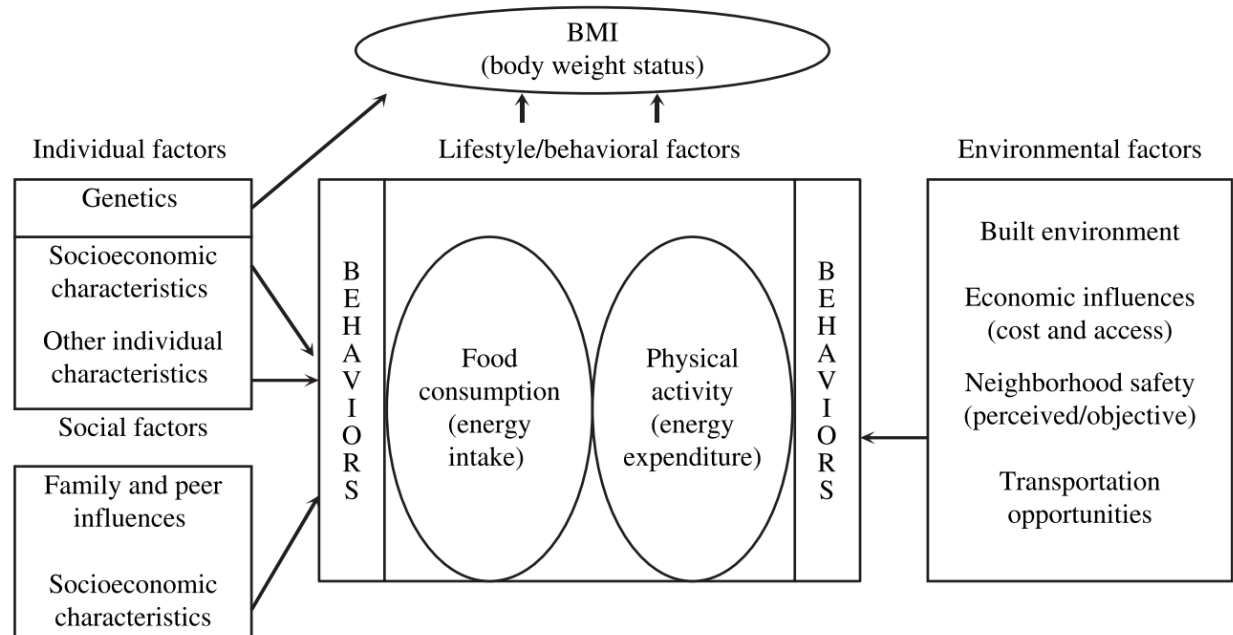 BMI
(body weight status)
Individual factors
Lifestyle/behavioral factors
Environmental factors
Genetics
Socioeconomic
characteristics
Other individual
characteristics
Social factors
Family and peer
influences
Socioeconomic
characteristics
BEHAVIORS
Food
consumption
(energy
intake)
Physical
activity
(energy
expenditure)
BEHAVIORS
Built environment
Economic influences
(cost and access)
Neighborhood safety
(perceived/objective)
Transportation
opportunities